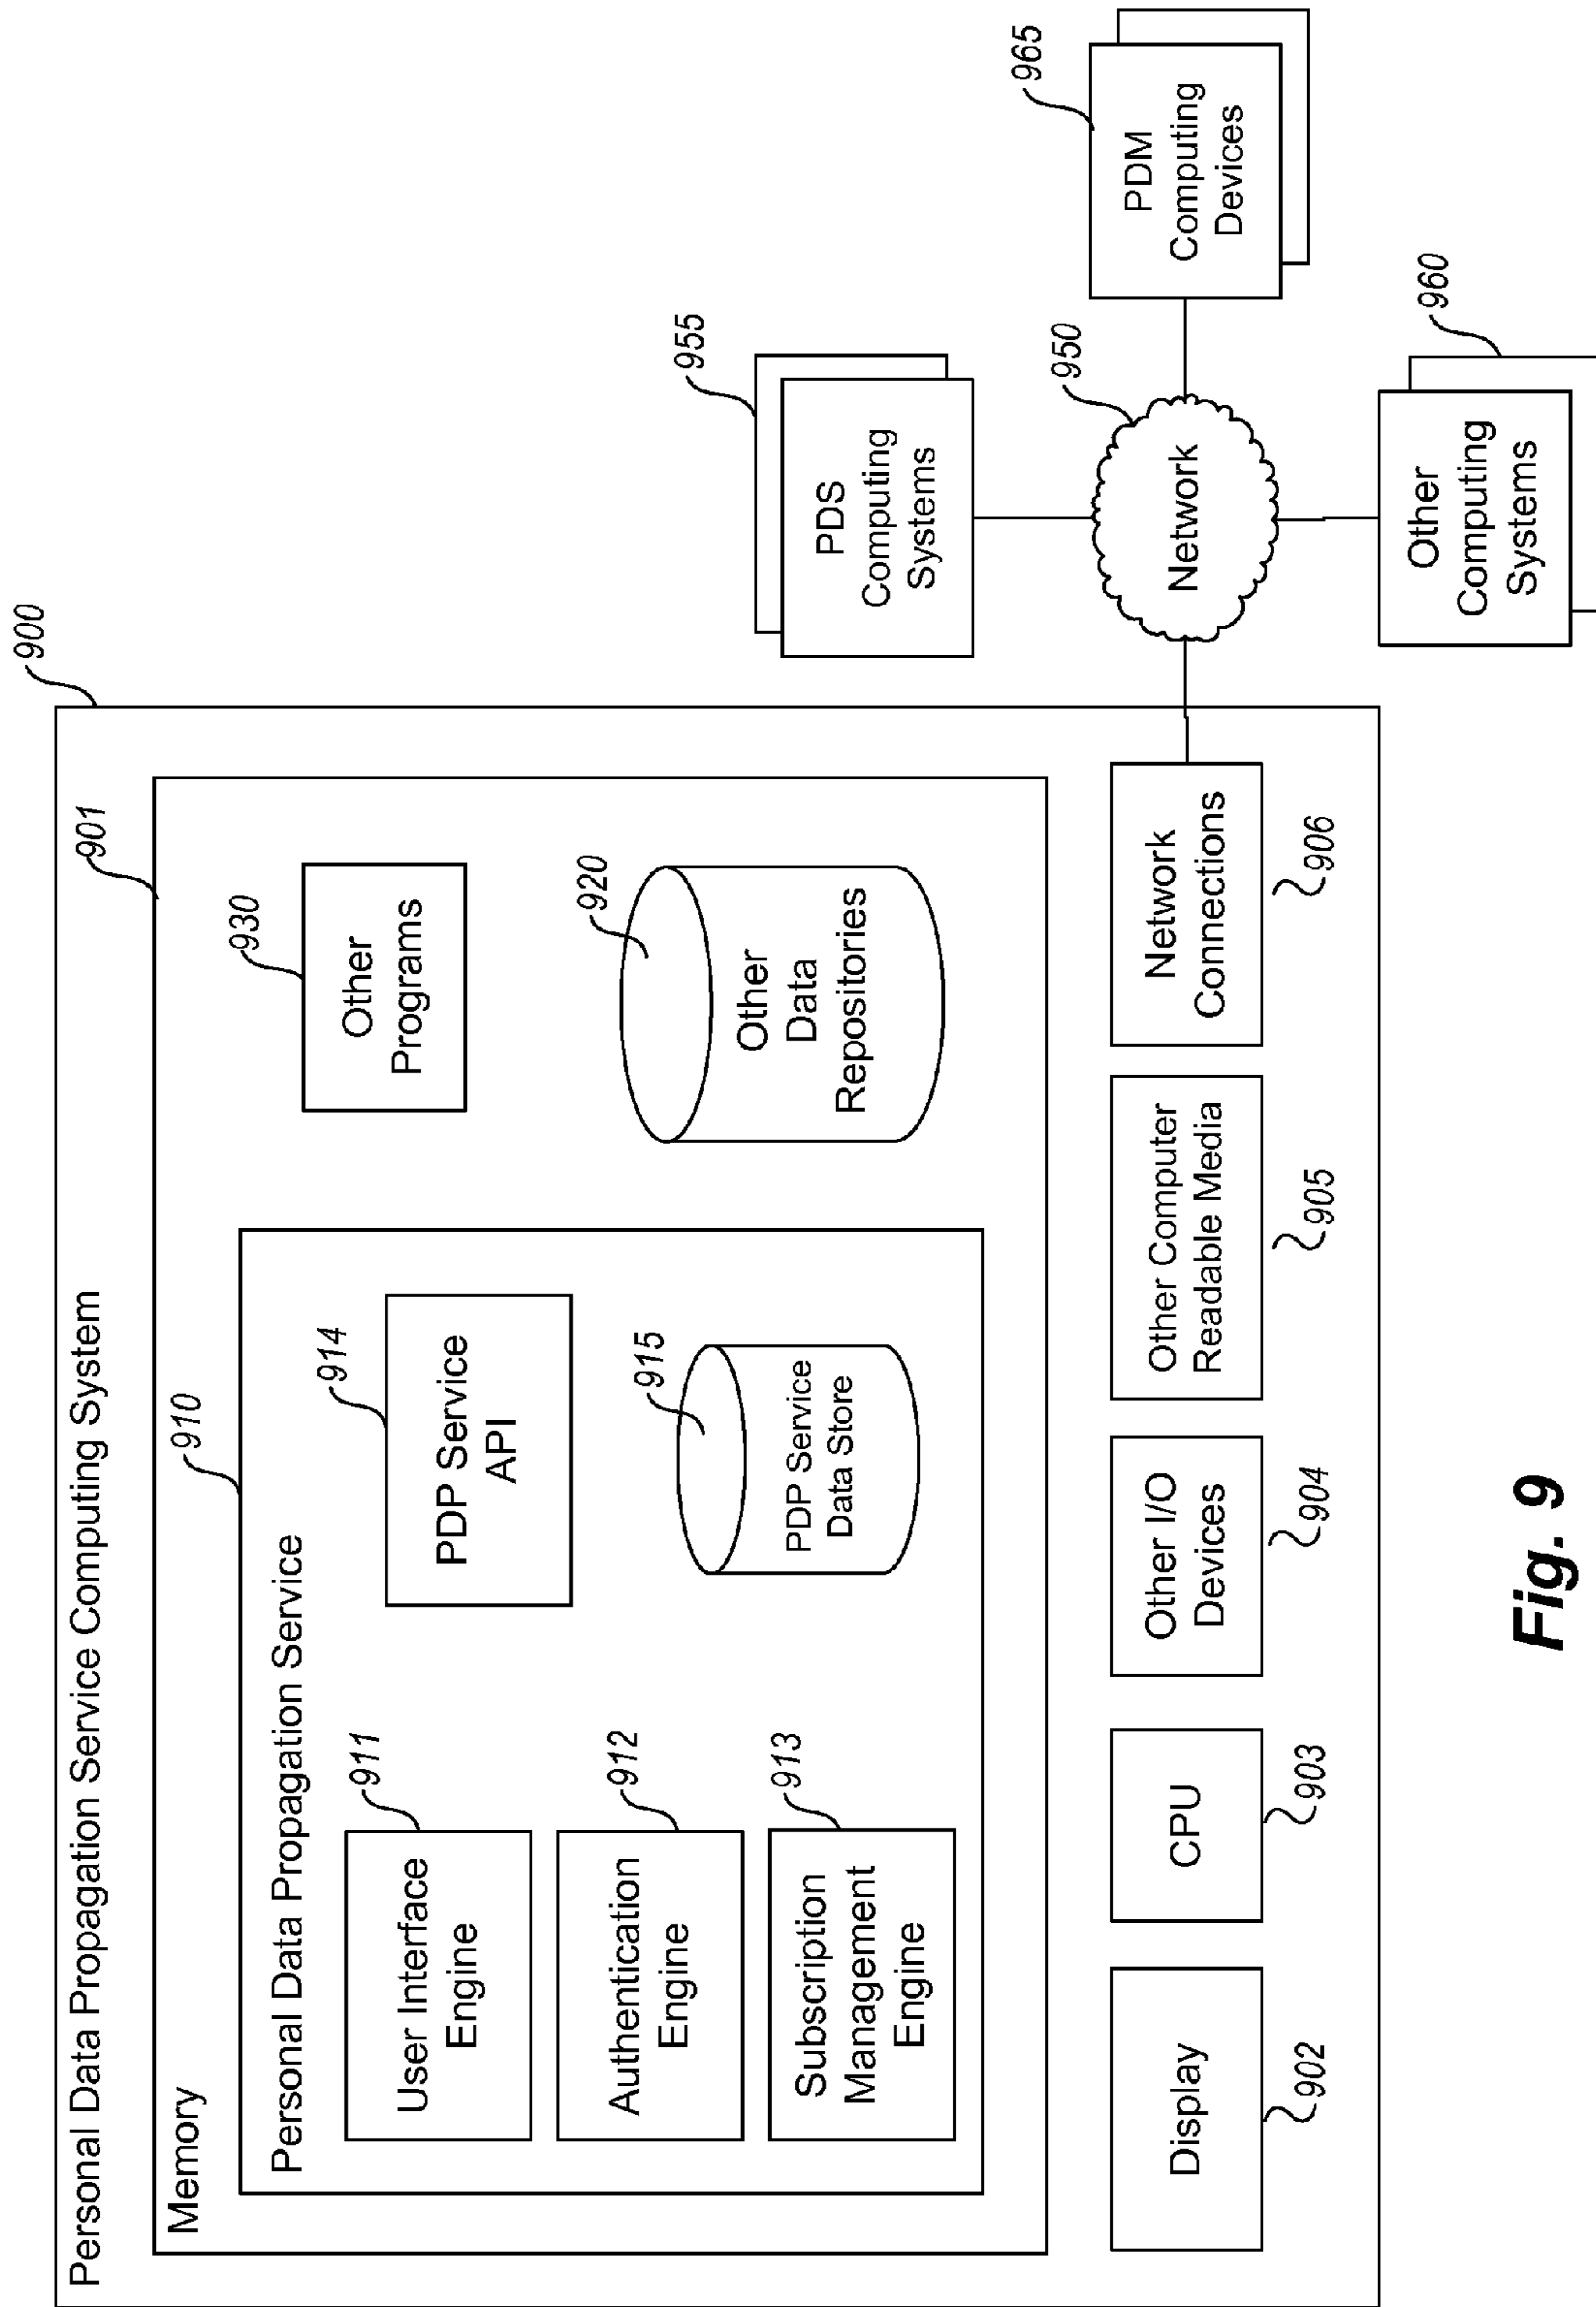 Personal Data Propagation Service Computing System
900
Memory
901
Personal Data Propagation Service
910
User Interface
Engine
911
Authentication
Engine
912
Subscription
Management
Engine
913
PDP Service
API
914
PDP Service
Data Store
915
Other
Programs
930
Other
Data
Repositories
920
Display
902
CPU
903
Other I/O
Devices
904
Other Computer
Readable Media
905
Network
Connections
906
PDS
Computing
Systems
955
Network
950
PDM
Computing
Devices
965
Other
Computing
Systems
960
Fig. 9